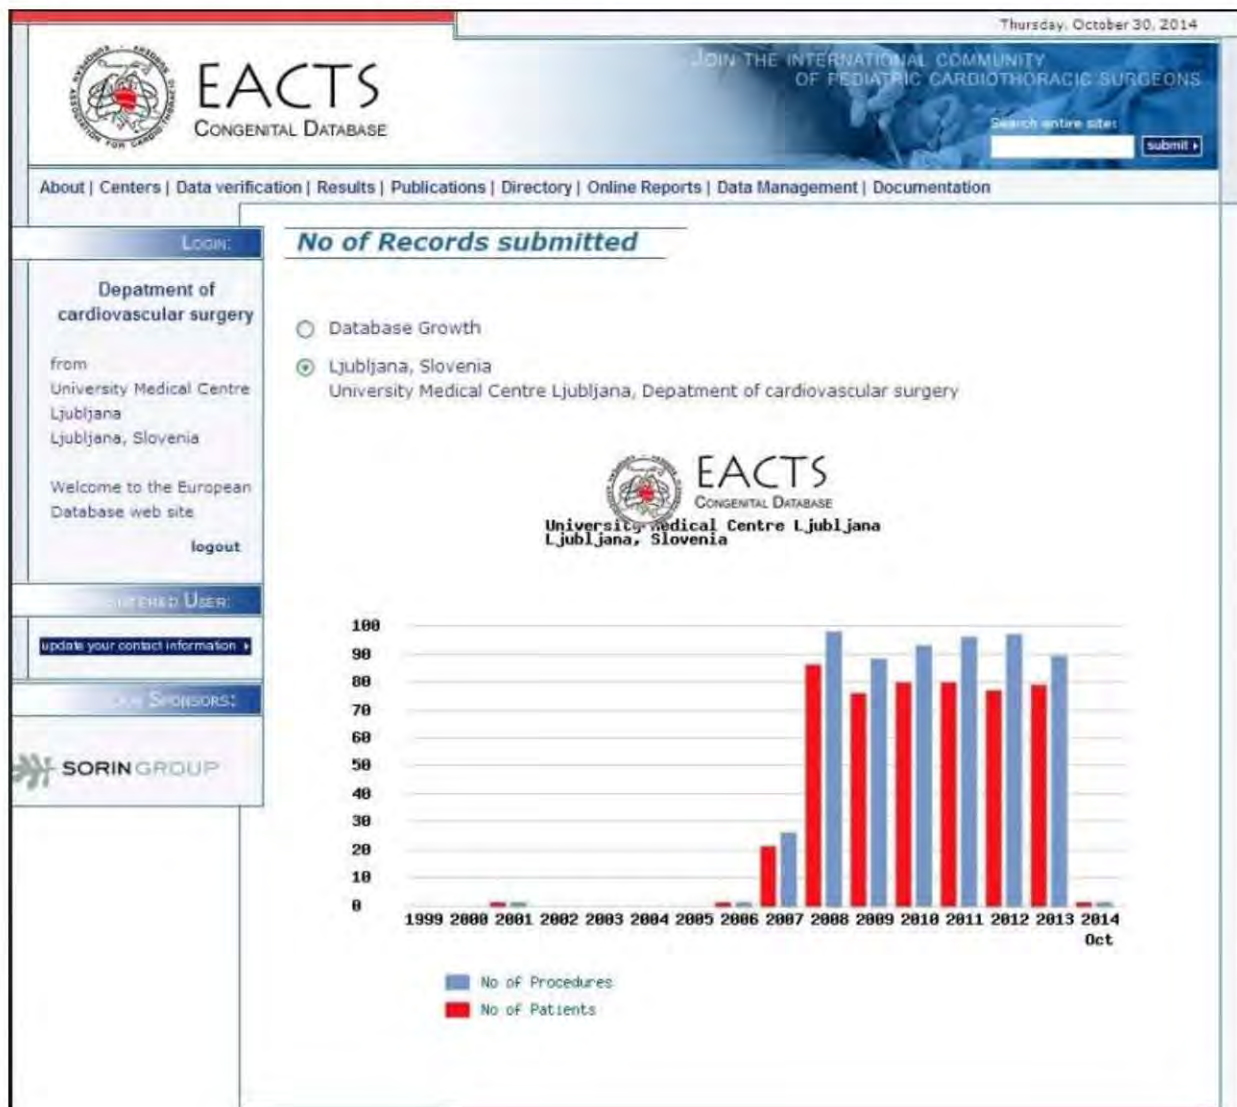 Thursday, October 30, 2014
EACTS
CONGENITAL DATABASE
JOIN THE INTERNATIONAL COMMUNITY
OF PEDIATRIC CARDIOTHORACIC SURGEONS
Search entire site:
submit
About | Centers | Data verification | Results | Publications | Directory | Online Reports | Data Management | Documentation
LOGIN:
Depatment of
cardiovascular surgery
from
University Medical Centre
Ljubljana
Ljubljana, Slovenia
Welcome to the European
Database web site
logout
USER:
update your contact information
SPONSORS:
SORINGROUP
No of Records submitted
Database Growth
Ljubljana, Slovenia
University Medical Centre Ljubljana, Depatment of cardiovascular surgery
EACTS
CONGENITAL DATABASE
University Medical Centre Ljubljana
Ljubljana, Slovenia
100
90
80
70
60
50
40
30
20
10
0
1999 2000 2001 2002 2003 2004 2005 2006 2007 2008 2009 2010 2011 2012 2013 2014
Oct
No of Procedures
No of Patients